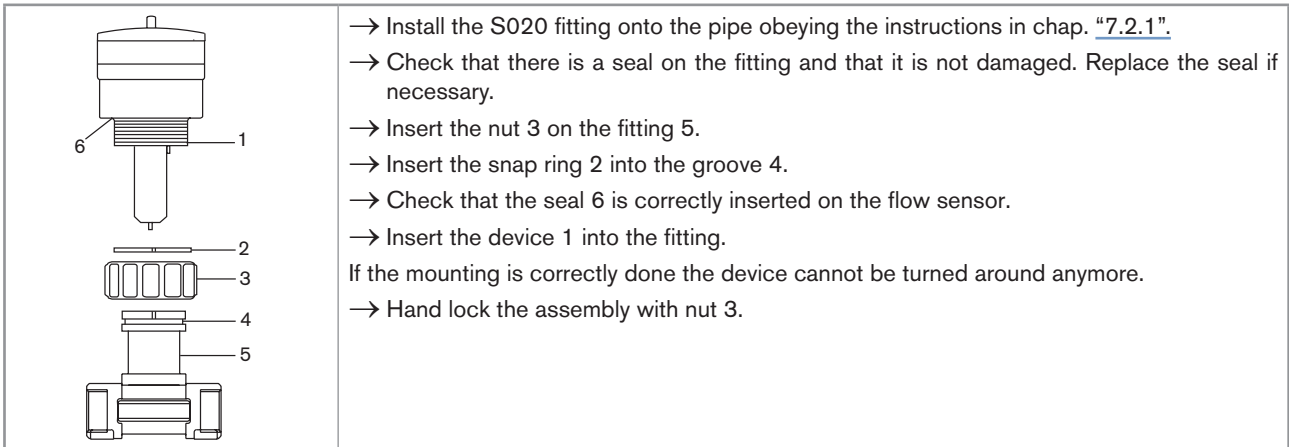 → Install the S020 fitting onto the pipe obeying the instructions in chap. "7.2.1".
→ Check that there is a seal on the fitting and that it is not damaged. Replace the seal if
necessary.
→ Insert the nut 3 on the fitting 5.
→ Insert the snap ring 2 into the groove 4.
→ Check that the seal 6 is correctly inserted on the flow sensor.
→ Insert the device 1 into the fitting.
If the mounting is correctly done the device cannot be turned around anymore.
→ Hand lock the assembly with nut 3.
6
1
2
3
4
5